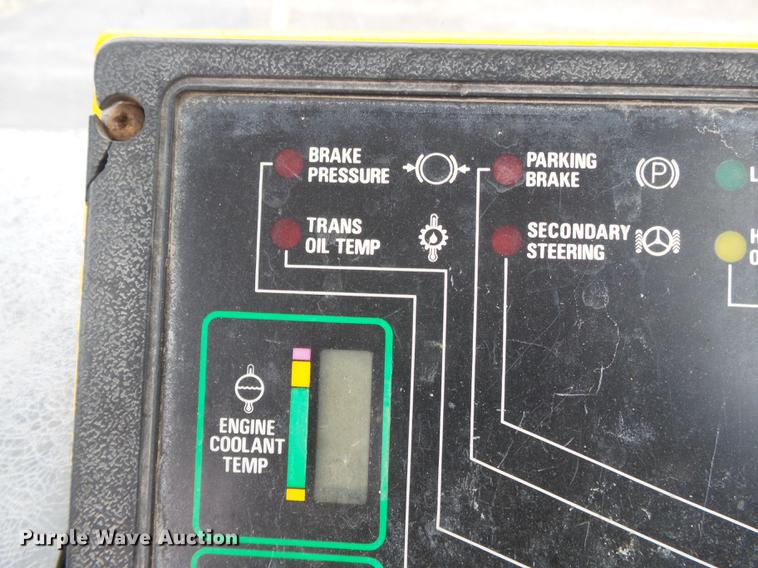 BRAKE
PRESSURE
PARKING
BRAKE
P
L
TRANS
OIL TEMP
SECONDARY
STEERING
H
O
ENGINE
COOLANT
TEMP
Purple Wave Auction